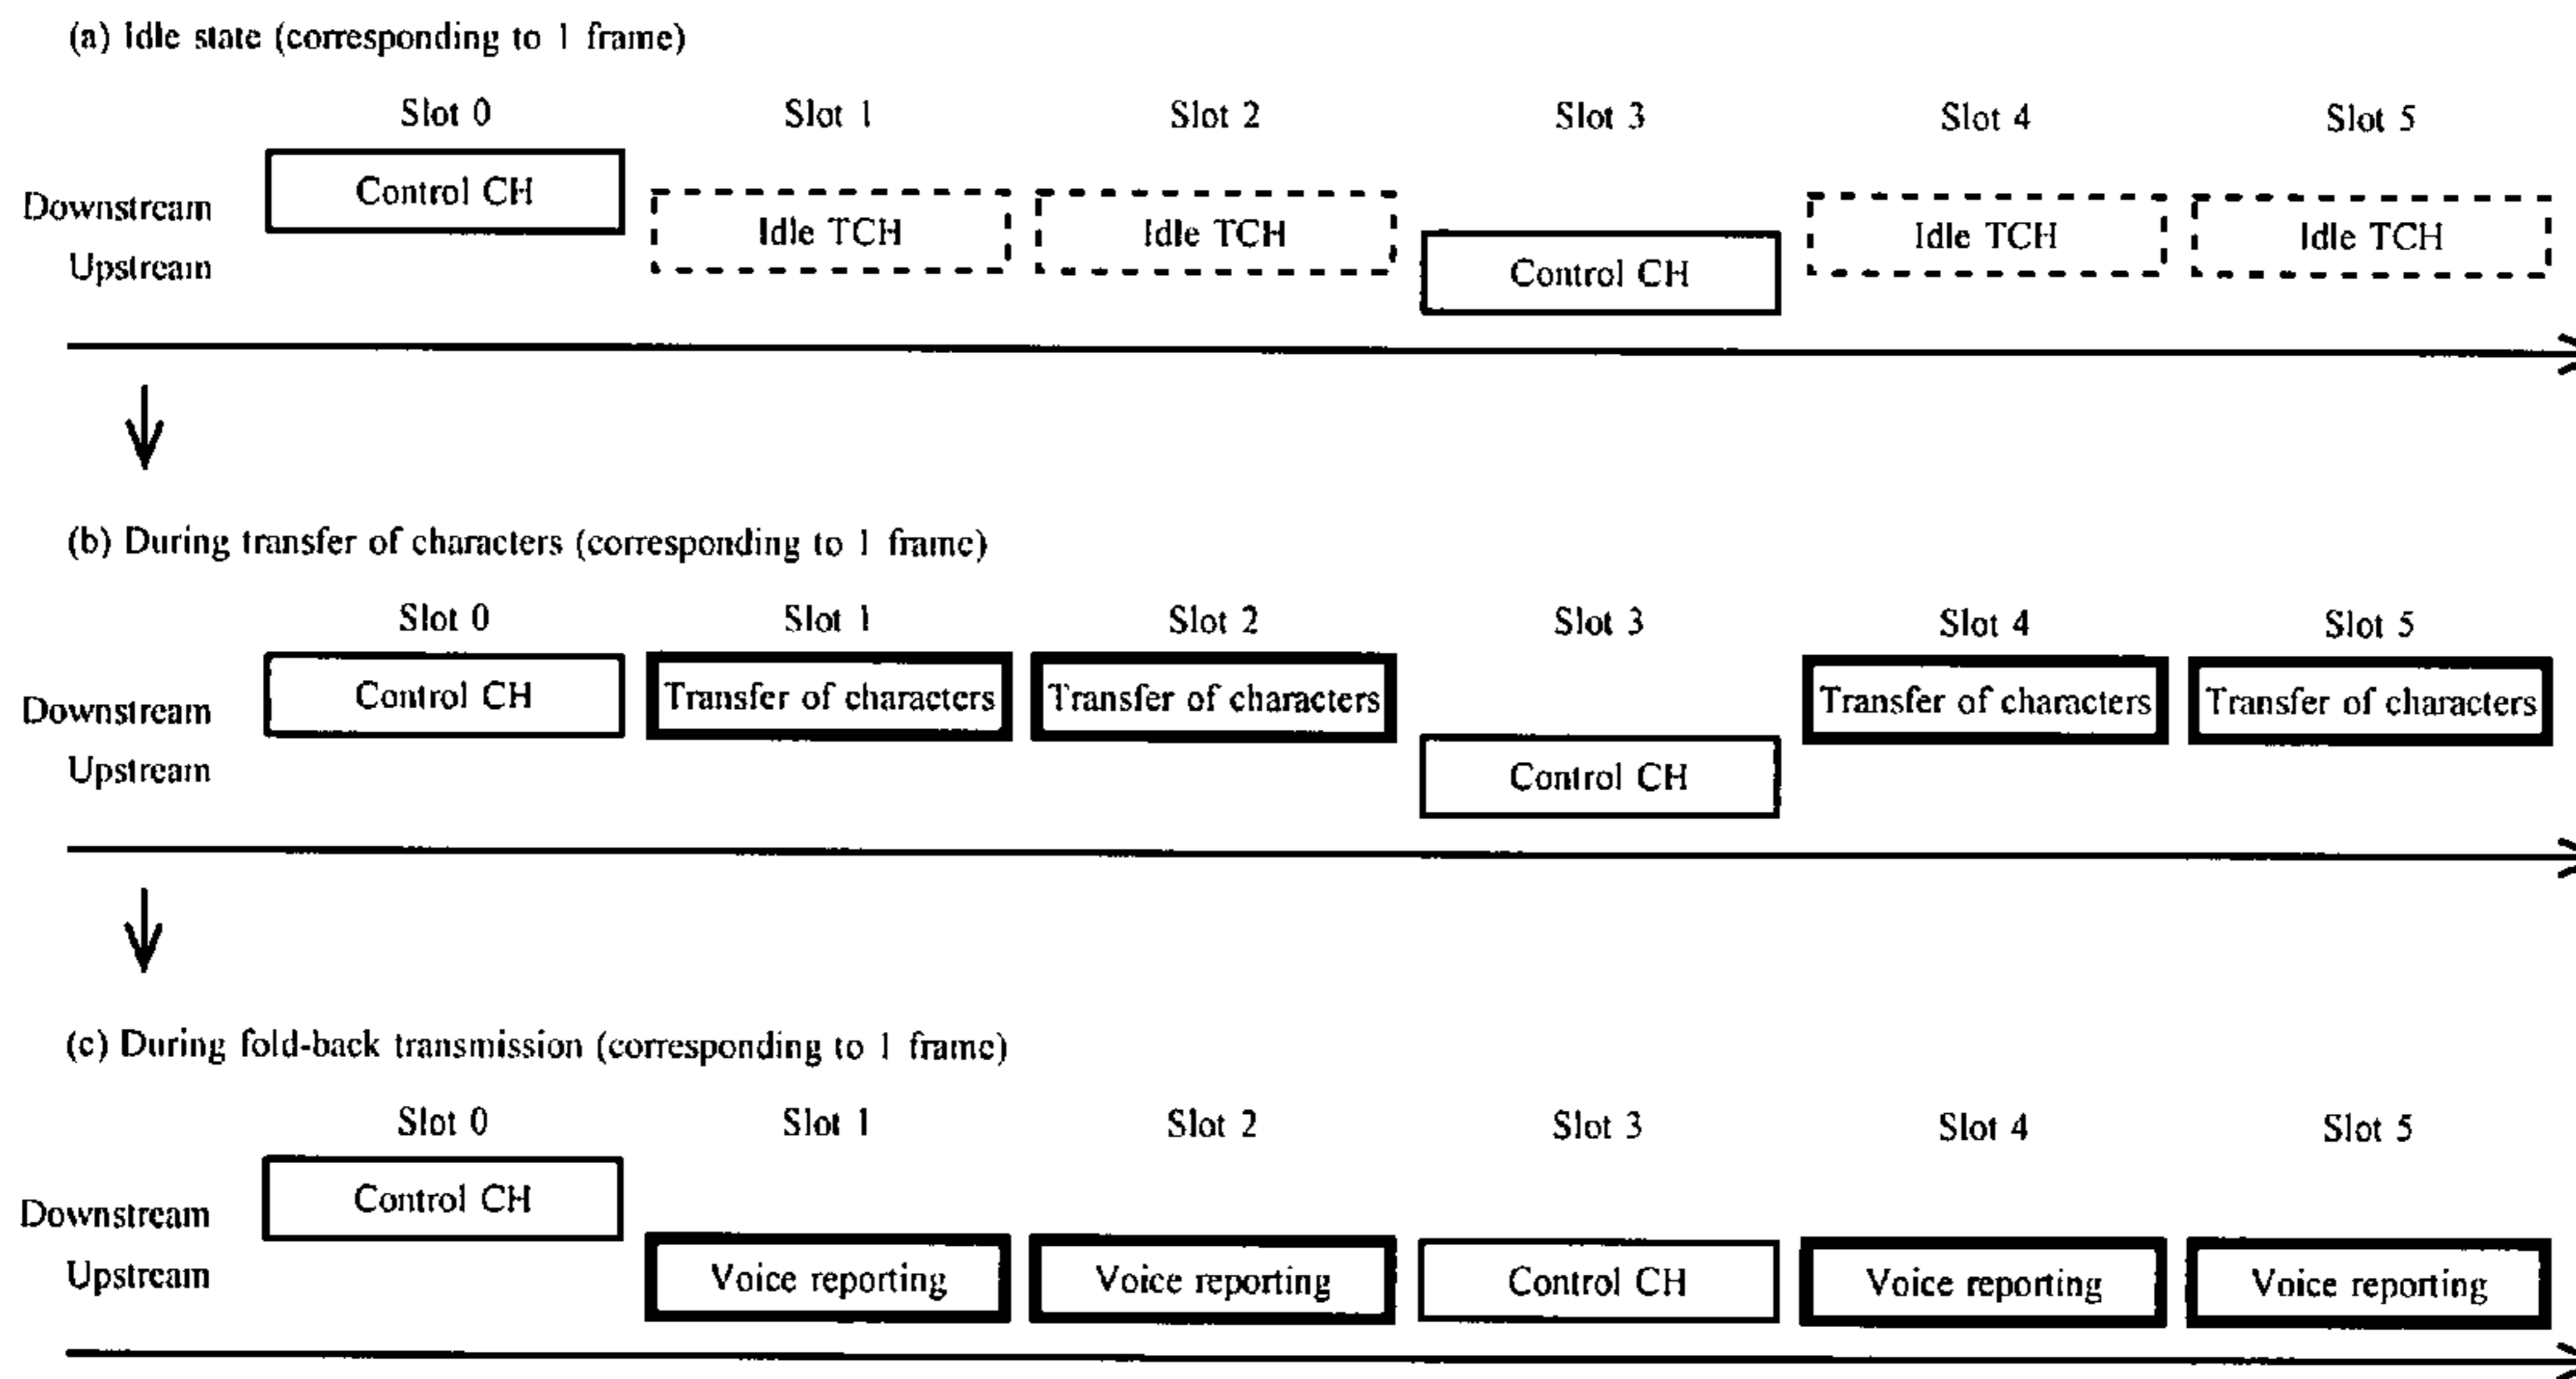 (a) Idle state (corresponding to 1 frame)
Slot 0 Slot 1 Slot 2 Slot 3 Slot 4 Slot 5
Control CH
Downstream
Idle TCH Idle TCH Idle TCH Idle TCH
Upstream
Control CH
(b) During transfer of characters (corresponding to 1 frame)
Slot 0 Slot 1 Slot 2 Slot 3 Slot 4 Slot 5
Control CH Transfer of characters Transfer of characters Transfer of characters Transfer of characters
Downstream
Upstream
Control CH
(c) During fold-back transmission (corresponding to 1 frame)
Slot 0 Slot 1 Slot 2 Slot 3 Slot 4 Slot 5
Control CH
Downstream
Upstream
Voice reporting Voice reporting Control CH Voice reporting Voice reporting